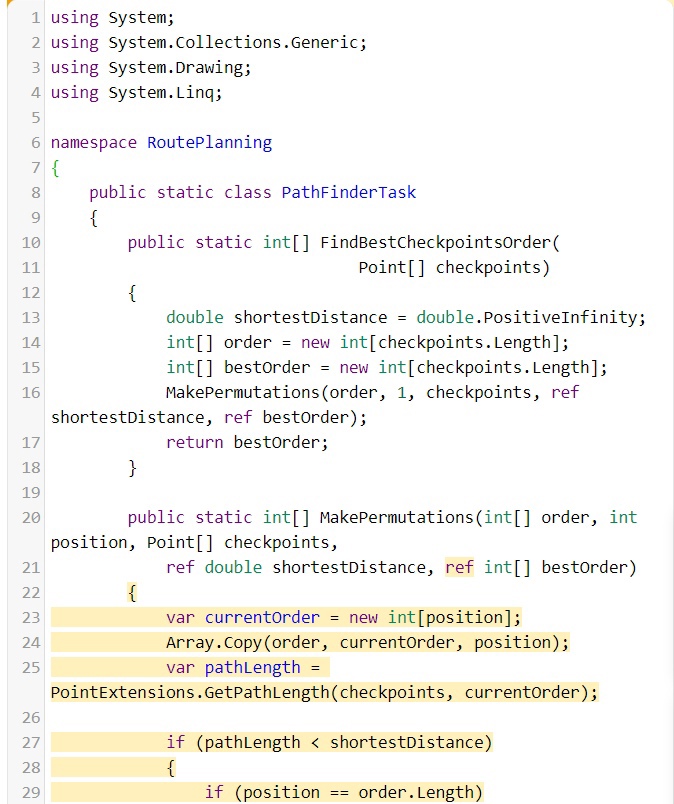 1 using System;
2 using System.Collections.Generic;
3 using System.Drawing;
4 using System.Linq;
5
6 namespace RoutePlanning
7 {
8     public static class PathFinderTask
9     {
10         public static int[] FindBestCheckpointsOrder(
11                                 Point[] checkpoints)
12         {
13             double shortestDistance = double.PositiveInfinity;
14             int[] order = new int[checkpoints.Length];
15             int[] bestOrder = new int[checkpoints.Length];
16             MakePermutations(order, 1, checkpoints, ref
shortestDistance, ref bestOrder);
17             return bestOrder;
18         }
19
20         public static int[] MakePermutations(int[] order, int
position, Point[] checkpoints,
21             ref double shortestDistance, ref int[] bestOrder)
22         {
23             var currentOrder = new int[position];
24             Array.Copy(order, currentOrder, position);
25             var pathLength =
PointExtensions.GetPathLength(checkpoints, currentOrder);
26
27             if (pathLength < shortestDistance)
28             {
29                 if (position == order.Length)